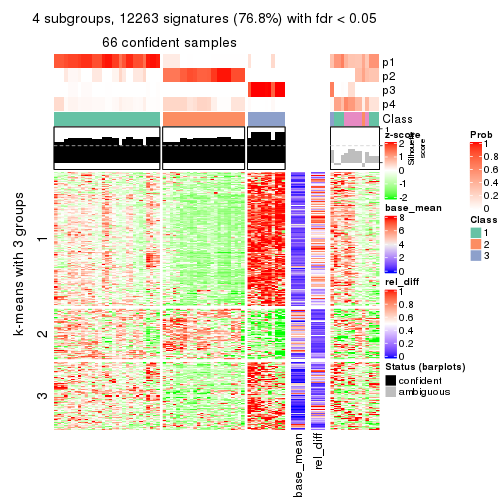 4 subgroups, 12263 signatures (76.8%) with fdr < 0.05
66 confident samples
p1
p2
p3
p4
Class
1
Silhouette
score
k-means with 3 groups
1
2
3
base_mean
rel_diff
z-score
2
1
0
-1
-2
base_mean
8
6
4
2
0
rel_diff
1
0.8
0.6
0.4
0.2
0
Status (barplots)
confident
ambiguous
Prob
1
0.8
0.6
0.4
0.2
0
Class
1
2
3